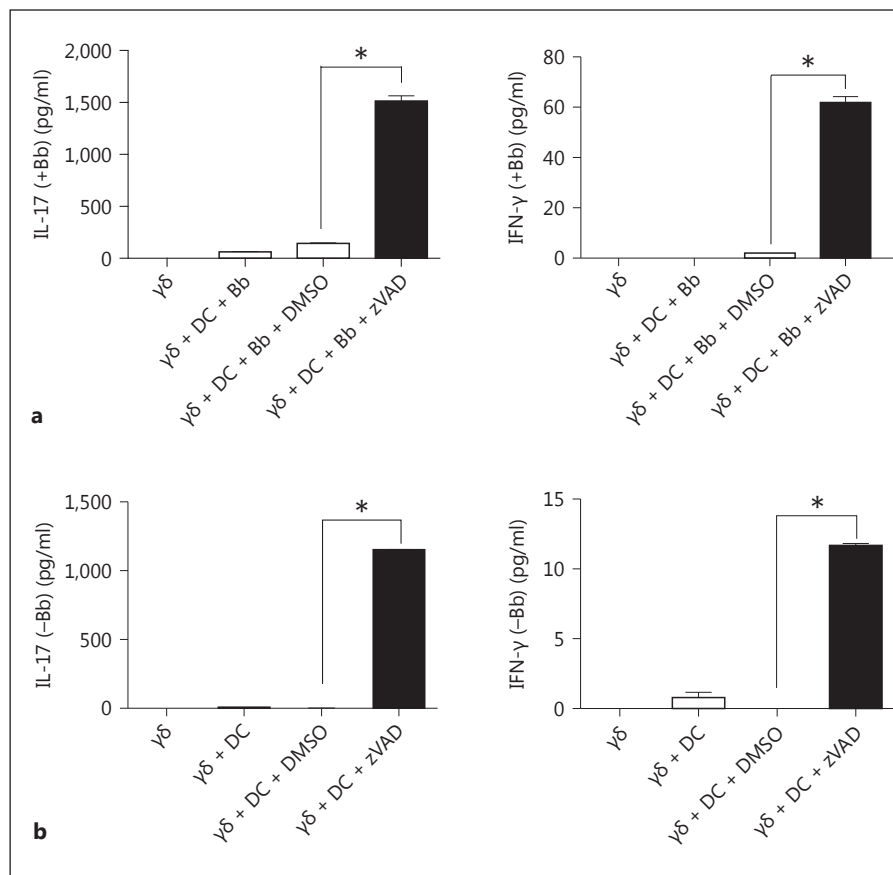 2,000
1,500
1,000
500
0
IL-17 (+Bb) (pg/ml)
*
γδ
γδ + DC + Bb
γδ + DC + Bb + DMSO
γδ + DC + Bb + zVAD
80
60
40
20
0
IFN-γ (+Bb) (pg/ml)
*
γδ
γδ + DC + Bb
γδ + DC + Bb + DMSO
γδ + DC + Bb + zVAD
a
1,500
1,000
500
0
IL-17 (–Bb) (pg/ml)
*
γδ
γδ + DC
γδ + DC + DMSO
γδ + DC + zVAD
15
10
5
0
IFN-γ (–Bb) (pg/ml)
*
γδ
γδ + DC
γδ + DC + DMSO
γδ + DC + zVAD
b